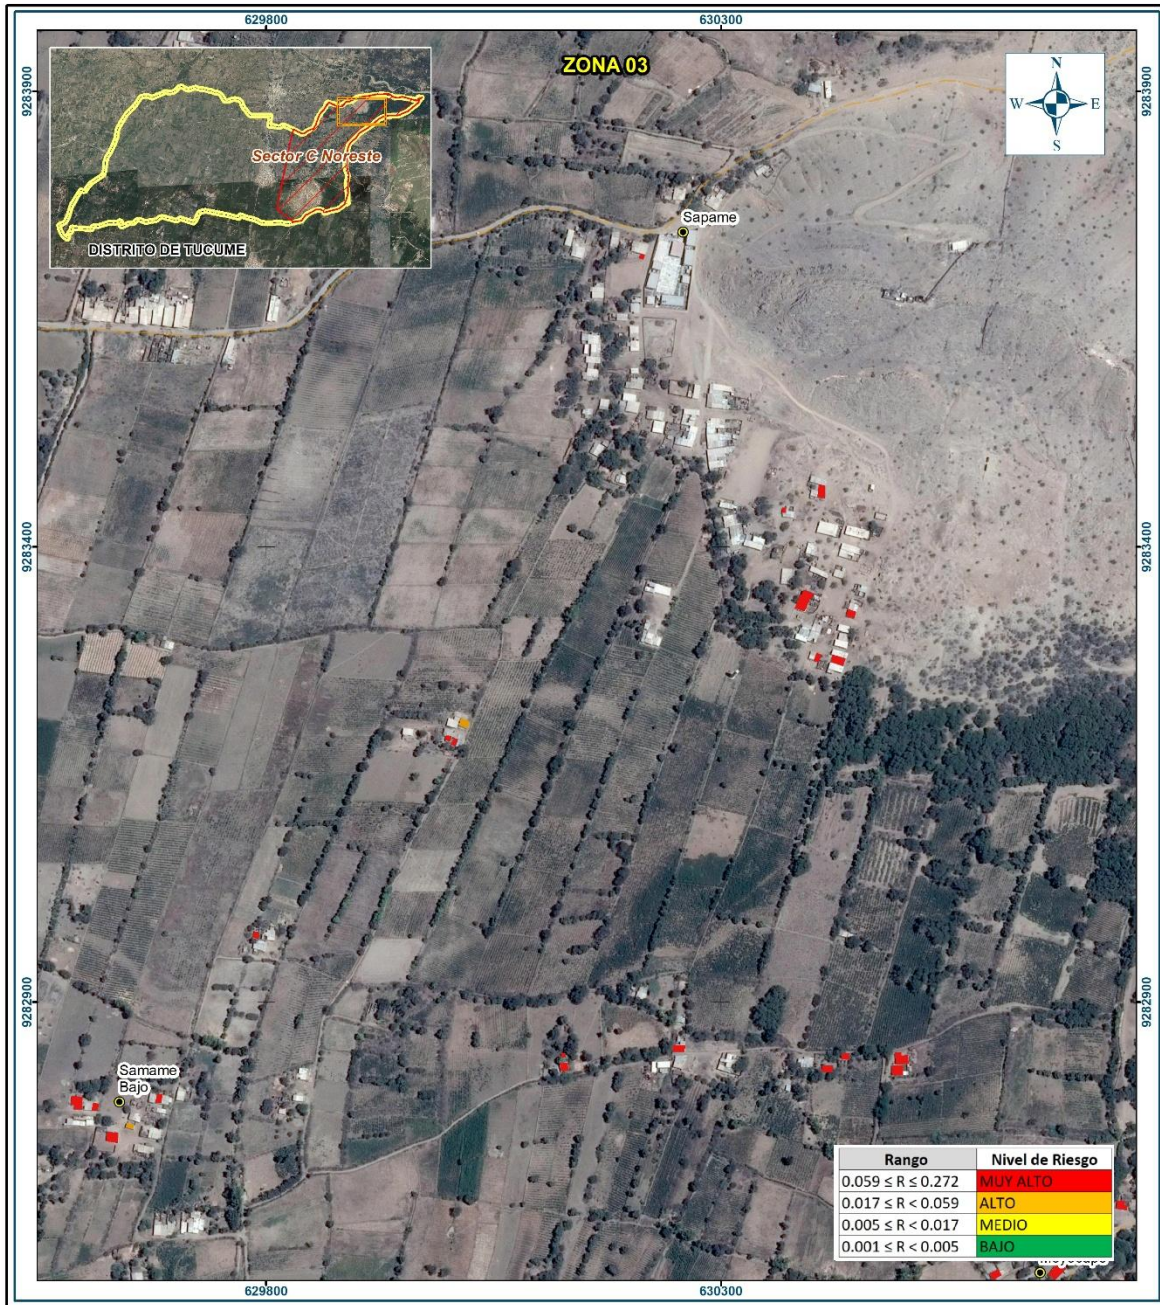 629800
630300
ZONA 03
9283900
9283900
N
W
E
S
Sector C Noreste
DISTRITO DE TUCUME
Sapame
9283400
9283400
9282900
9282900
Samame
Bajo
Rango
Nivel de Riesgo
0.059 ≤ R ≤ 0.272
MUY ALTO
0.017 ≤ R < 0.059
ALTO
0.005 ≤ R < 0.017
MEDIO
0.001 ≤ R < 0.005
BAJO
629800
630300